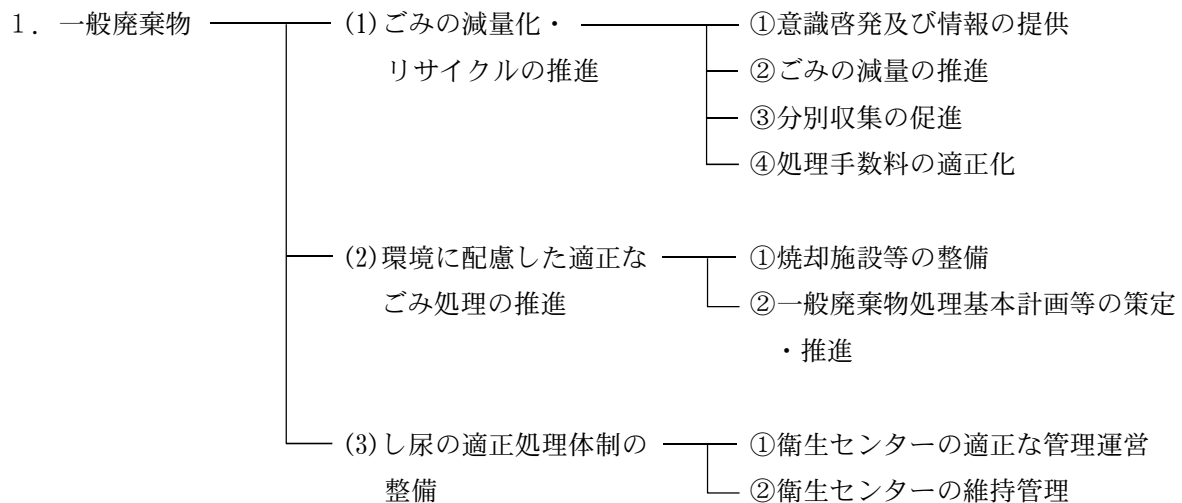 1．一般廃棄物
(1)ごみの減量化・
リサイクルの推進
①意識啓発及び情報の提供
②ごみの減量の推進
③分別収集の促進
④処理手数料の適正化
(2)環境に配慮した適正な
ごみ処理の推進
①焼却施設等の整備
②一般廃棄物処理基本計画等の策定
・推進
(3)し尿の適正処理体制の
整備
①衛生センターの適正な管理運営
②衛生センターの維持管理